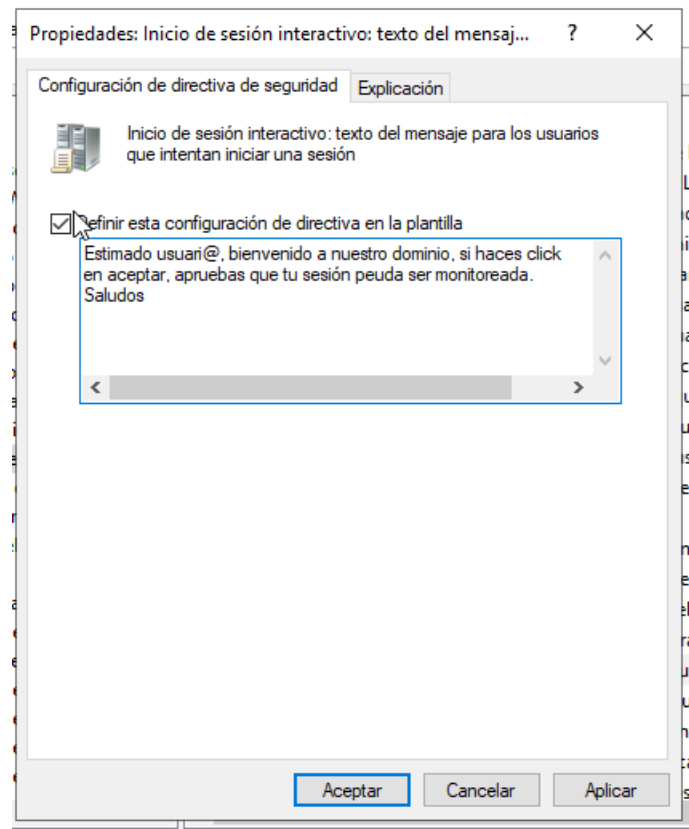 Propiedades: Inicio de sesión interactivo: texto del mensaj...
?
Configuración de directiva de seguridad
Explicación
Inicio de sesión interactivo: texto del mensaje para los usuarios
que intentan iniciar una sesión
Definir esta configuración de directiva en la plantilla
Estimado usuari@, bienvenido a nuestro dominio, si haces click
en aceptar, apruebas que tu sesión peuda ser monitoreada.
Saludos
Aceptar
Cancelar
Aplicar